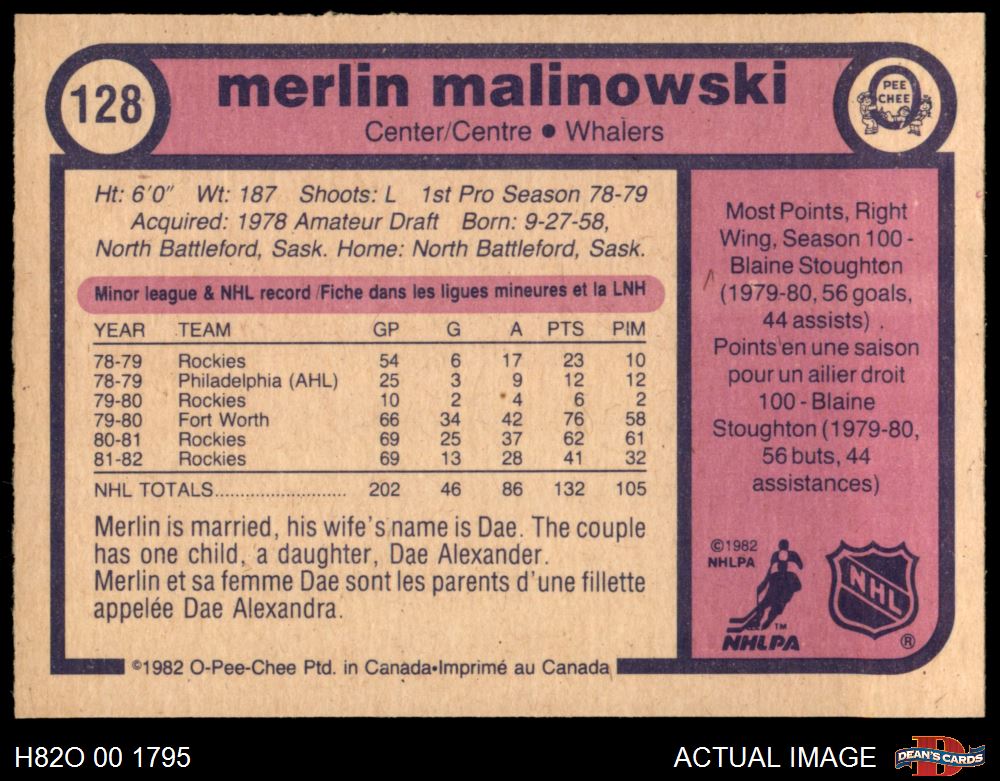 128
merlin malinowski
Center/Centre • Whalers
O
PEE
CHEE
Ht: 6'0" Wt: 187 Shoots: L 1st Pro Season 78-79
Acquired: 1978 Amateur Draft Born: 9-27-58,
North Battleford, Sask. Home: North Battleford, Sask.
Minor league & NHL record /Fiche dans les ligues mineures et la LNH
YEAR TEAM GP G A PTS PIM
78-79 Rockies 54 6 17 23 10
78-79 Philadelphia (AHL) 25 3 9 12 12
79-80 Rockies 10 2 4 6 2
79-80 Fort Worth 66 34 42 76 58
80-81 Rockies 69 25 37 62 61
81-82 Rockies 69 13 28 41 32
NHL TOTALS.......................... 202 46 86 132 105
Merlin is married, his wife's name is Dae. The couple
has one child, a daughter, Dae Alexander.
Merlin et sa femme Dae sont les parents d'une fillette
appelée Dae Alexandra.
©1982 O-Pee-Chee Ptd. in Canada•Imprimé au Canada
Most Points, Right
Wing, Season 100 -
Blaine Stoughton
(1979-80, 56 goals,
44 assists) .
Points en une saison
pour un ailier droit
100 - Blaine
Stoughton (1979-80,
56 buts, 44
assistances)
©1982
NHLPA
TM
NHLPA
NHL
®
H82O 00 1795
ACTUAL IMAGE
D
DEAN'S CARDS